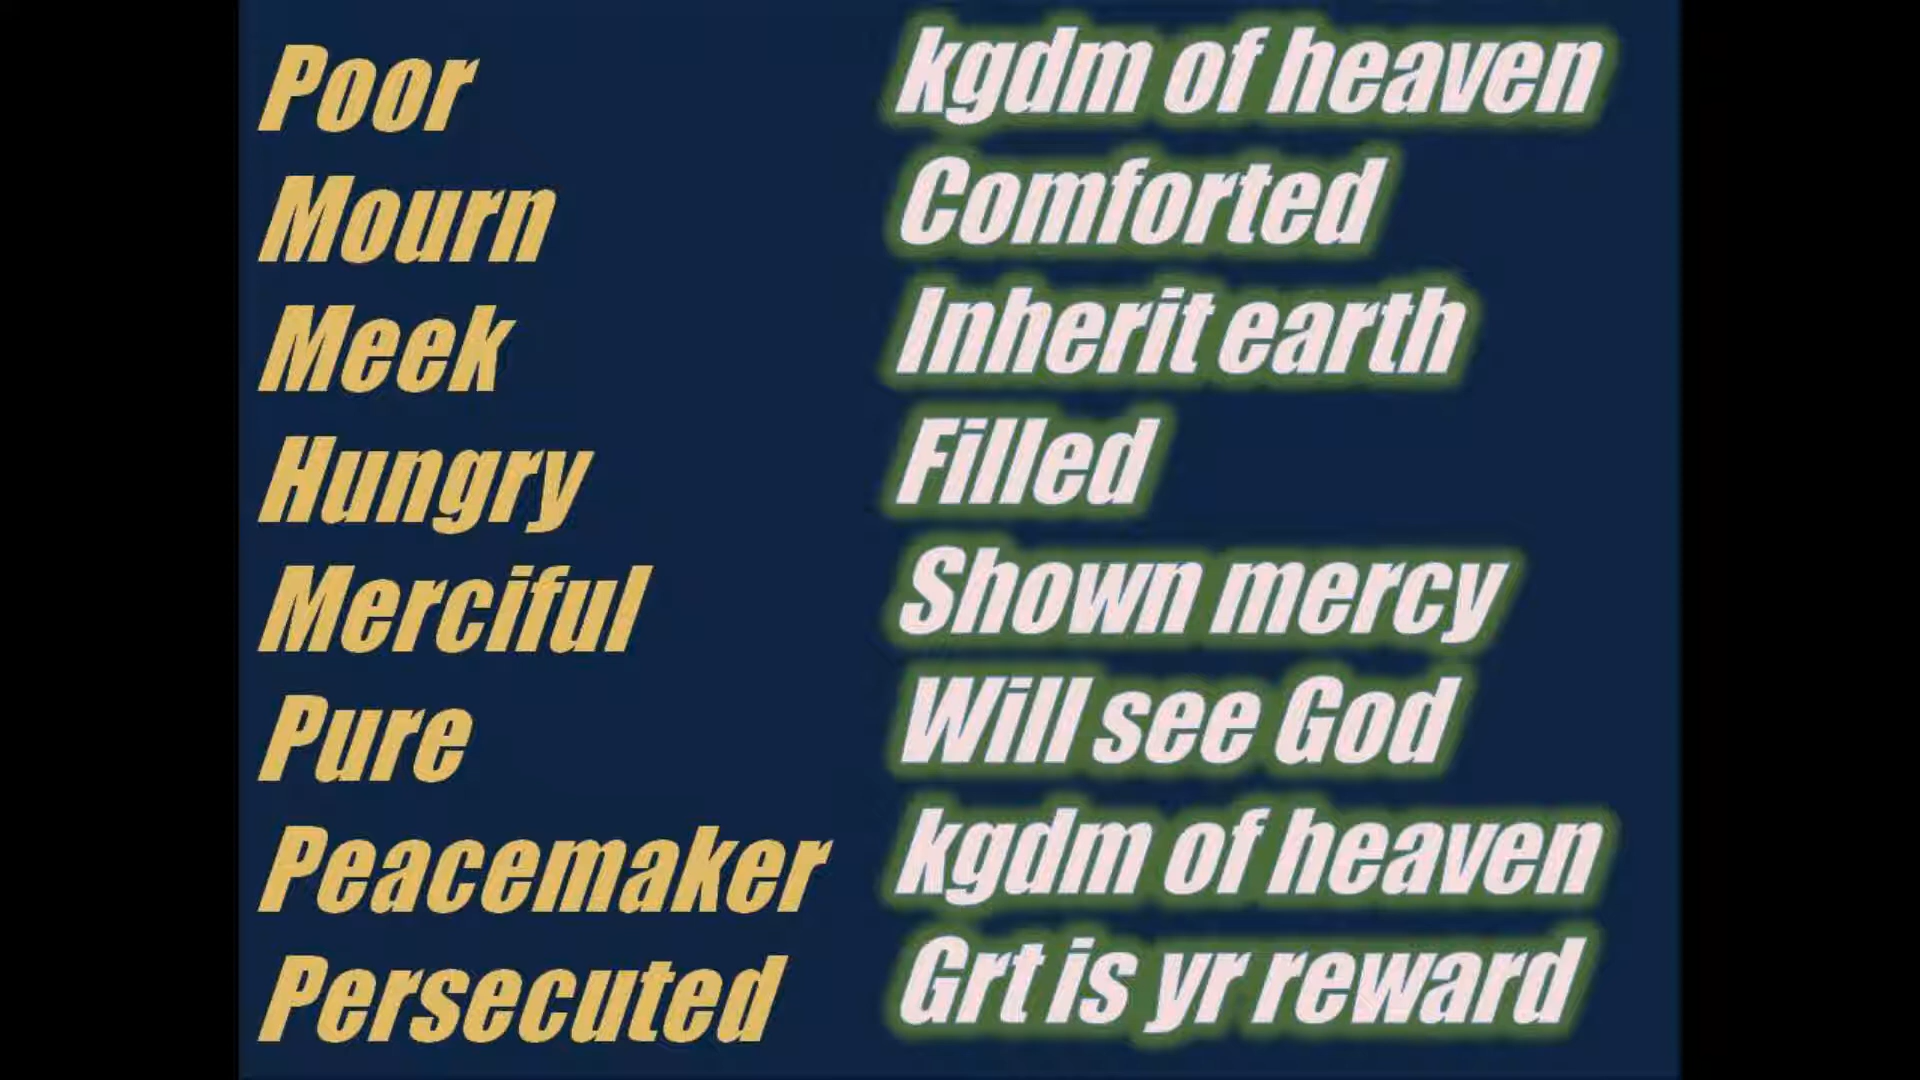 Poor kgdm of heaven
Mourn Comforted
Meek Inherit earth
Hungry Filled
Merciful Shown mercy
Pure Will see God
Peacemaker kgdm of heaven
Persecuted Grt is yr reward